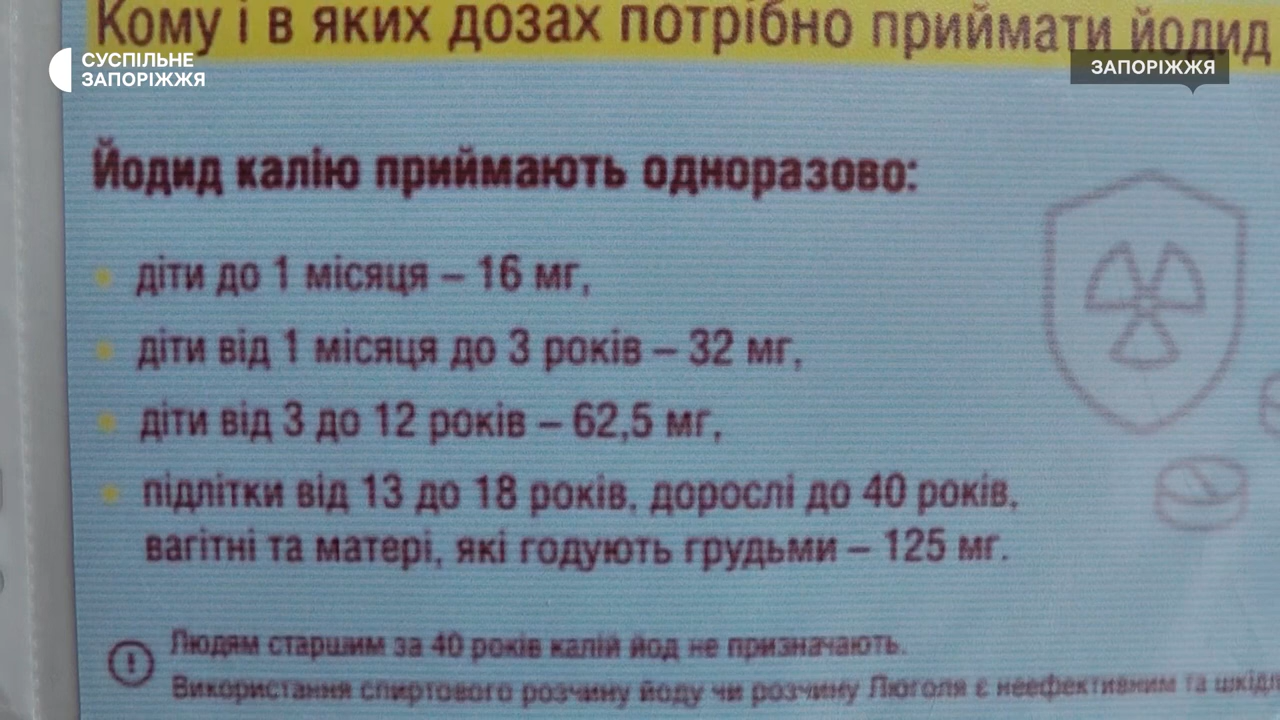 Кому і в яких дозах потрібно приймати йодид
СУСПІЛЬНЕ
ЗАПОРІЖЖЯ
ЗАПОРІЖЖЯ
Йодид калію приймають одноразово:
діти до 1 місяця – 16 мг,
діти від 1 місяця до 3 років – 32 мг,
діти від 3 до 12 років – 62,5 мг,
підлітки від 13 до 18 років, дорослі до 40 років,
вагітні та матері, які годують грудьми – 125 мг.
Людям старшим за 40 років калій йод не призначають.
Використання спиртового розчину йоду чи розчину Люголя є неефективним та